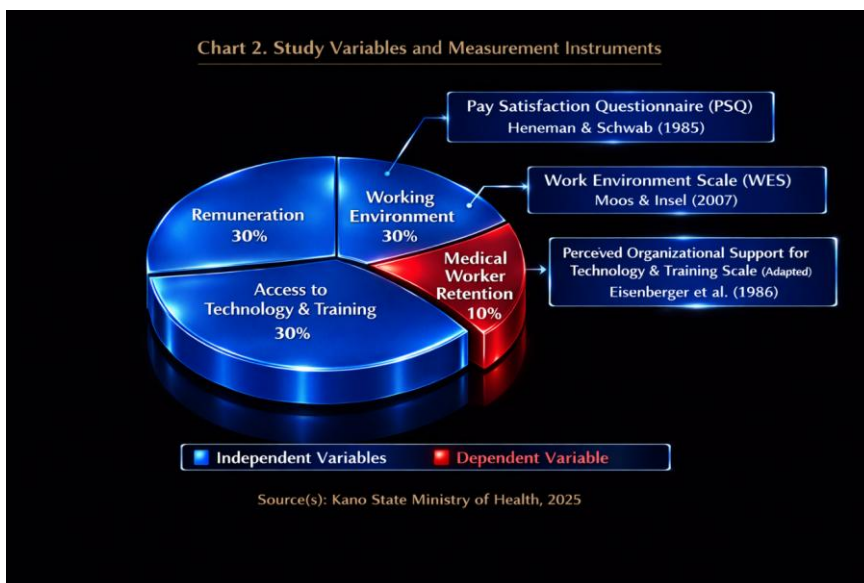 Chart 2. Study Variables and Measurement Instruments
Pay Satisfaction Questionnaire (PSQ)
Heneman & Schwab (1985)
Work Environment Scale (WES)
Moos & Insel (2007)
Perceived Organizational Support for
Technology & Training Scale (Adapted)
Eisenberger et al. (1986)
Remuneration
30%
Working
Environment
30%
Medical
Worker
Retention
10%
Access to
Technology & Training
30%
Independent Variables
Dependent Variable
Source(s): Kano State Ministry of Health, 2025